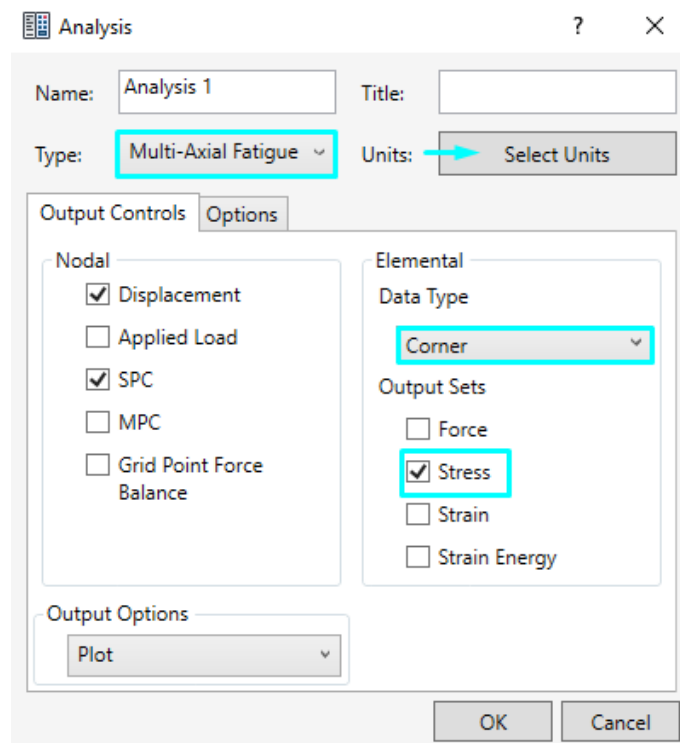 Analysis
?
Name:
Analysis 1
Title:
Type:
Multi-Axial Fatigue
Units:
Select Units
Output Controls
Options
Nodal
Displacement
Applied Load
SPC
MPC
Grid Point Force
Balance
Elemental
Data Type
Corner
Output Sets
Force
Stress
Strain
Strain Energy
Output Options
Plot
OK
Cancel